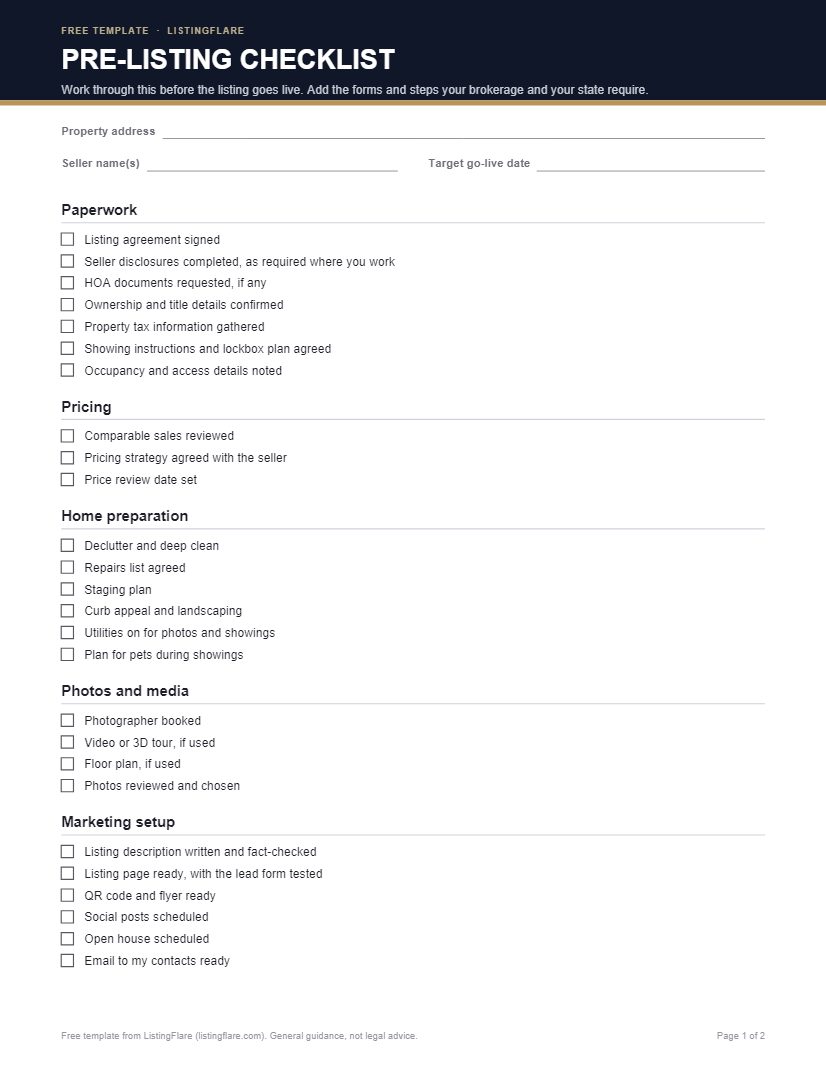 FREE TEMPLATE · LISTINGFLARE
PRE-LISTING CHECKLIST
Work through this before the listing goes live. Add the forms and steps your brokerage and your state require.
Property address
Seller name(s) Target go-live date
Paperwork
Listing agreement signed
Seller disclosures completed, as required where you work
HOA documents requested, if any
Ownership and title details confirmed
Property tax information gathered
Showing instructions and lockbox plan agreed
Occupancy and access details noted
Pricing
Comparable sales reviewed
Pricing strategy agreed with the seller
Price review date set
Home preparation
Declutter and deep clean
Repairs list agreed
Staging plan
Curb appeal and landscaping
Utilities on for photos and showings
Plan for pets during showings
Photos and media
Photographer booked
Video or 3D tour, if used
Floor plan, if used
Photos reviewed and chosen
Marketing setup
Listing description written and fact-checked
Listing page ready, with the lead form tested
QR code and flyer ready
Social posts scheduled
Open house scheduled
Email to my contacts ready
Free template from ListingFlare (listingflare.com). General guidance, not legal advice. Page 1 of 2